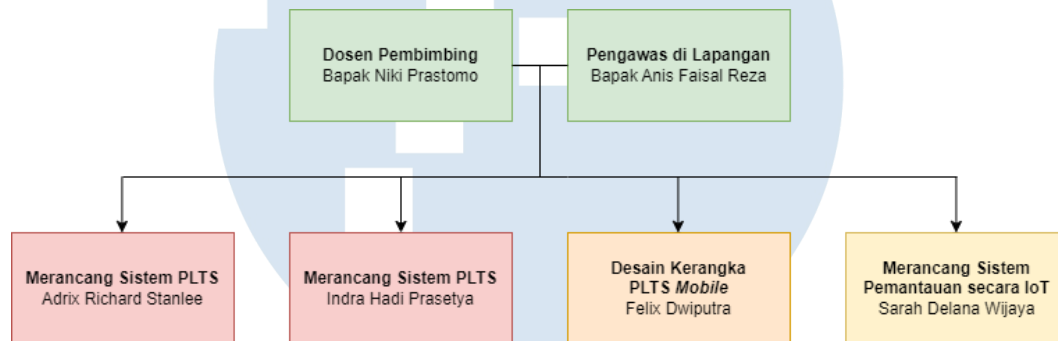 Dosen Pembimbing
Bapak Niki Prastomo
Pengawas di Lapangan
Bapak Anis Faisal Reza
Merancang Sistem PLTS
Adrix Richard Stanlee
Merancang Sistem PLTS
Indra Hadi Prasetya
Desain Kerangka
PLTS Mobile
Felix Dwiputra
Merancang Sistem
Pemantauan secara IoT
Sarah Delana Wijaya